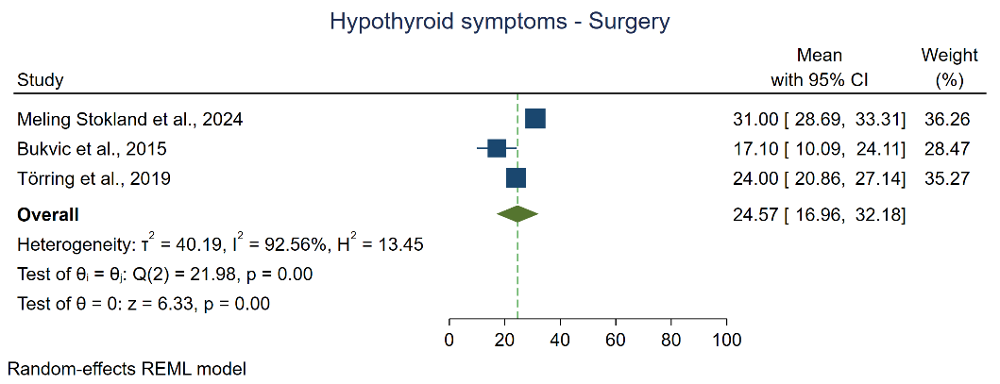 Hypothyroid symptoms - Surgery
Mean Weight
Study with 95% CI (%)
Meling Stokland et al., 2024 31.00 [ 28.69, 33.31] 36.26
Bukvic et al., 2015 17.10 [ 10.09, 24.11] 28.47
Törring et al., 2019 24.00 [ 20.86, 27.14] 35.27
Overall 24.57 [ 16.96, 32.18]
Heterogeneity: τ² = 40.19, I² = 92.56%, H² = 13.45
Test of θᵢ = θⱼ: Q(2) = 21.98, p = 0.00
Test of θ = 0: z = 6.33, p = 0.00
0 20 40 60 80 100
Random-effects REML model